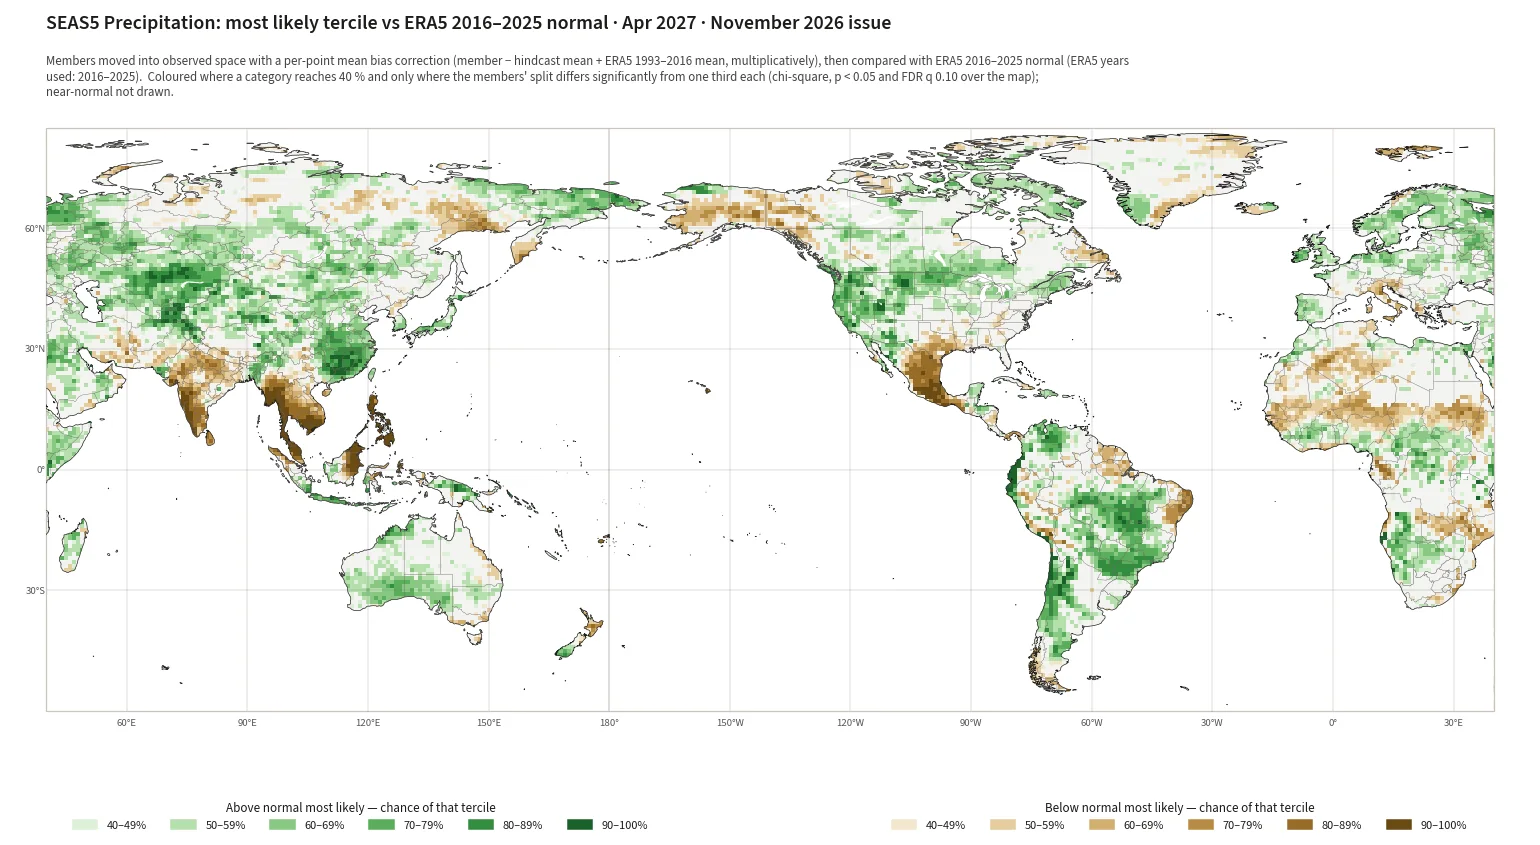 SEAS5 Precipitation: most likely tercile vs ERA5 2016–2025 normal · Apr 2027 · November 2026 issue
Members moved into observed space with a per-point mean bias correction (member − hindcast mean + ERA5 1993–2016 mean, multiplicatively), then compared with ERA5 2016–2025 normal (ERA5 years
used: 2016–2025). Coloured where a category reaches 40 % and only where the members' split differs significantly from one third each (chi-square, p < 0.05 and FDR q 0.10 over the map);
near-normal not drawn.
60°N
30°N
0°
30°S
60°E 90°E 120°E 150°E 180° 150°W 120°W 90°W 60°W 30°W 0° 30°E
Above normal most likely — chance of that tercile
40–49% 50–59% 60–69% 70–79% 80–89% 90–100%
Below normal most likely — chance of that tercile
40–49% 50–59% 60–69% 70–79% 80–89% 90–100%